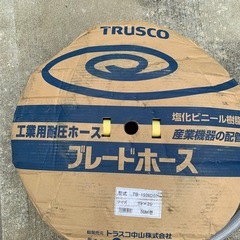 TRUSCO
塩化ビニール樹脂
工業用耐圧ホース
産業機器の配管
ブレードホース
型式
トラスコ中山株式会社